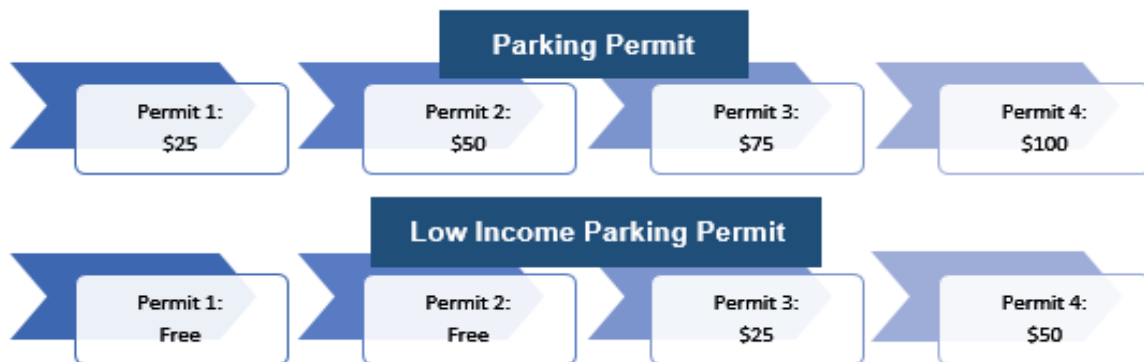 Parking Permit
Permit 1:
$25
Permit 2:
$50
Permit 3:
$75
Permit 4:
$100
Low Income Parking Permit
Permit 1:
Free
Permit 2:
Free
Permit 3:
$25
Permit 4:
$50